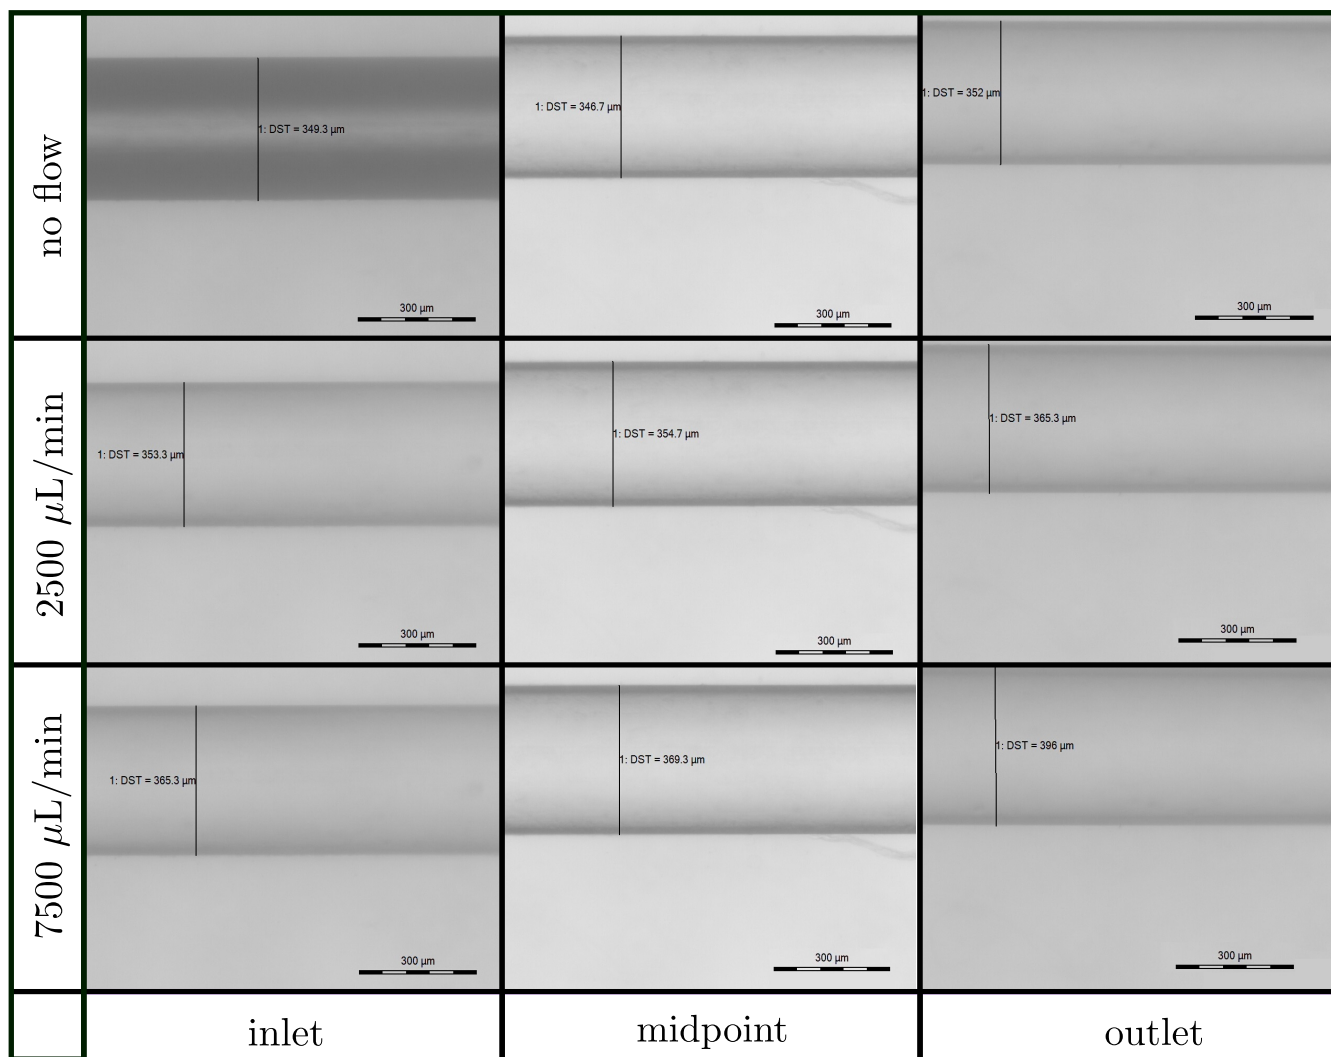 no flow
1: DST = 349.3 µm
300 µm
1: DST = 346.7 µm
300 µm
1: DST = 352 µm
300 µm
2500 µL/min
1: DST = 353.3 µm
300 µm
1: DST = 354.7 µm
300 µm
1: DST = 365.3 µm
300 µm
7500 µL/min
1: DST = 365.3 µm
300 µm
1: DST = 369.3 µm
300 µm
1: DST = 396 µm
300 µm
inlet
midpoint
outlet